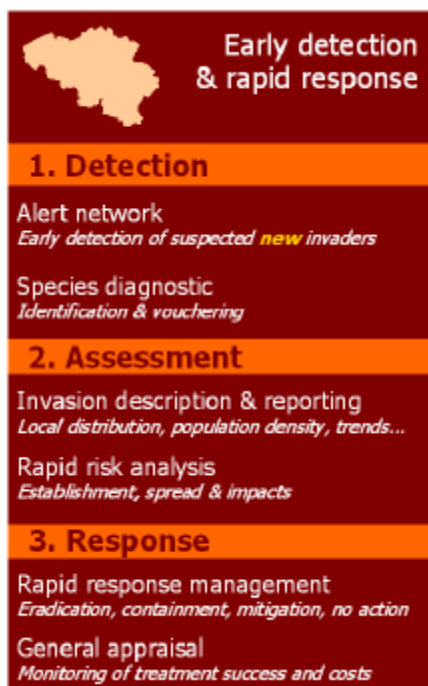 Early detection
& rapid response
1. Detection
Alert network
Early detection of suspected new invaders
Species diagnostic
Identification & vouchering
2. Assessment
Invasion description & reporting
Local distribution, population density, trends...
Rapid risk analysis
Establishment, spread & impacts
3. Response
Rapid response management
Eradication, containment, mitigation, no action
General appraisal
Monitoring of treatment success and costs